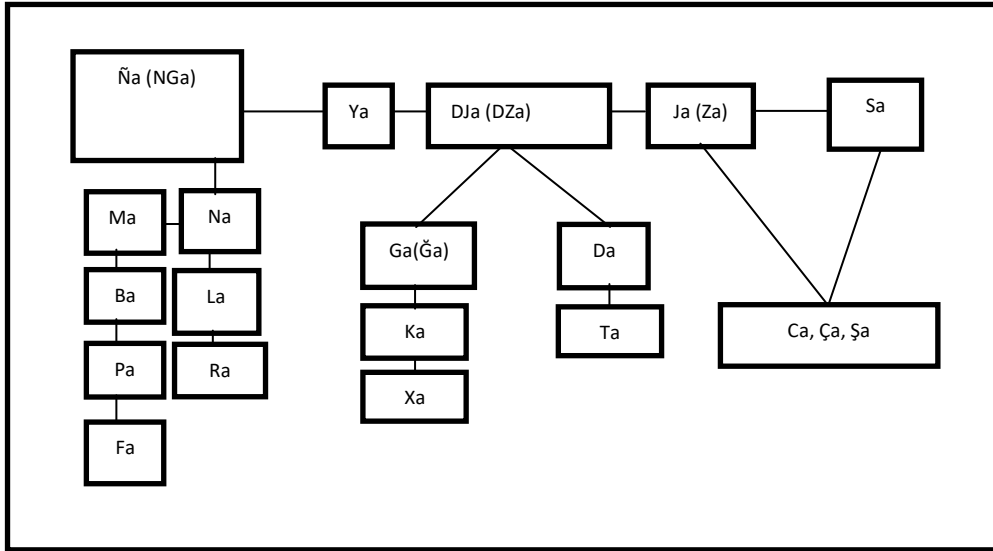 Ña (NGa)
Ya
DJa (DZa)
Ja (Za)
Sa
Ma
Na
Ga(Ğa)
Da
Ba
La
Ka
Ta
Ca, Ça, Şa
Pa
Ra
Xa
Fa